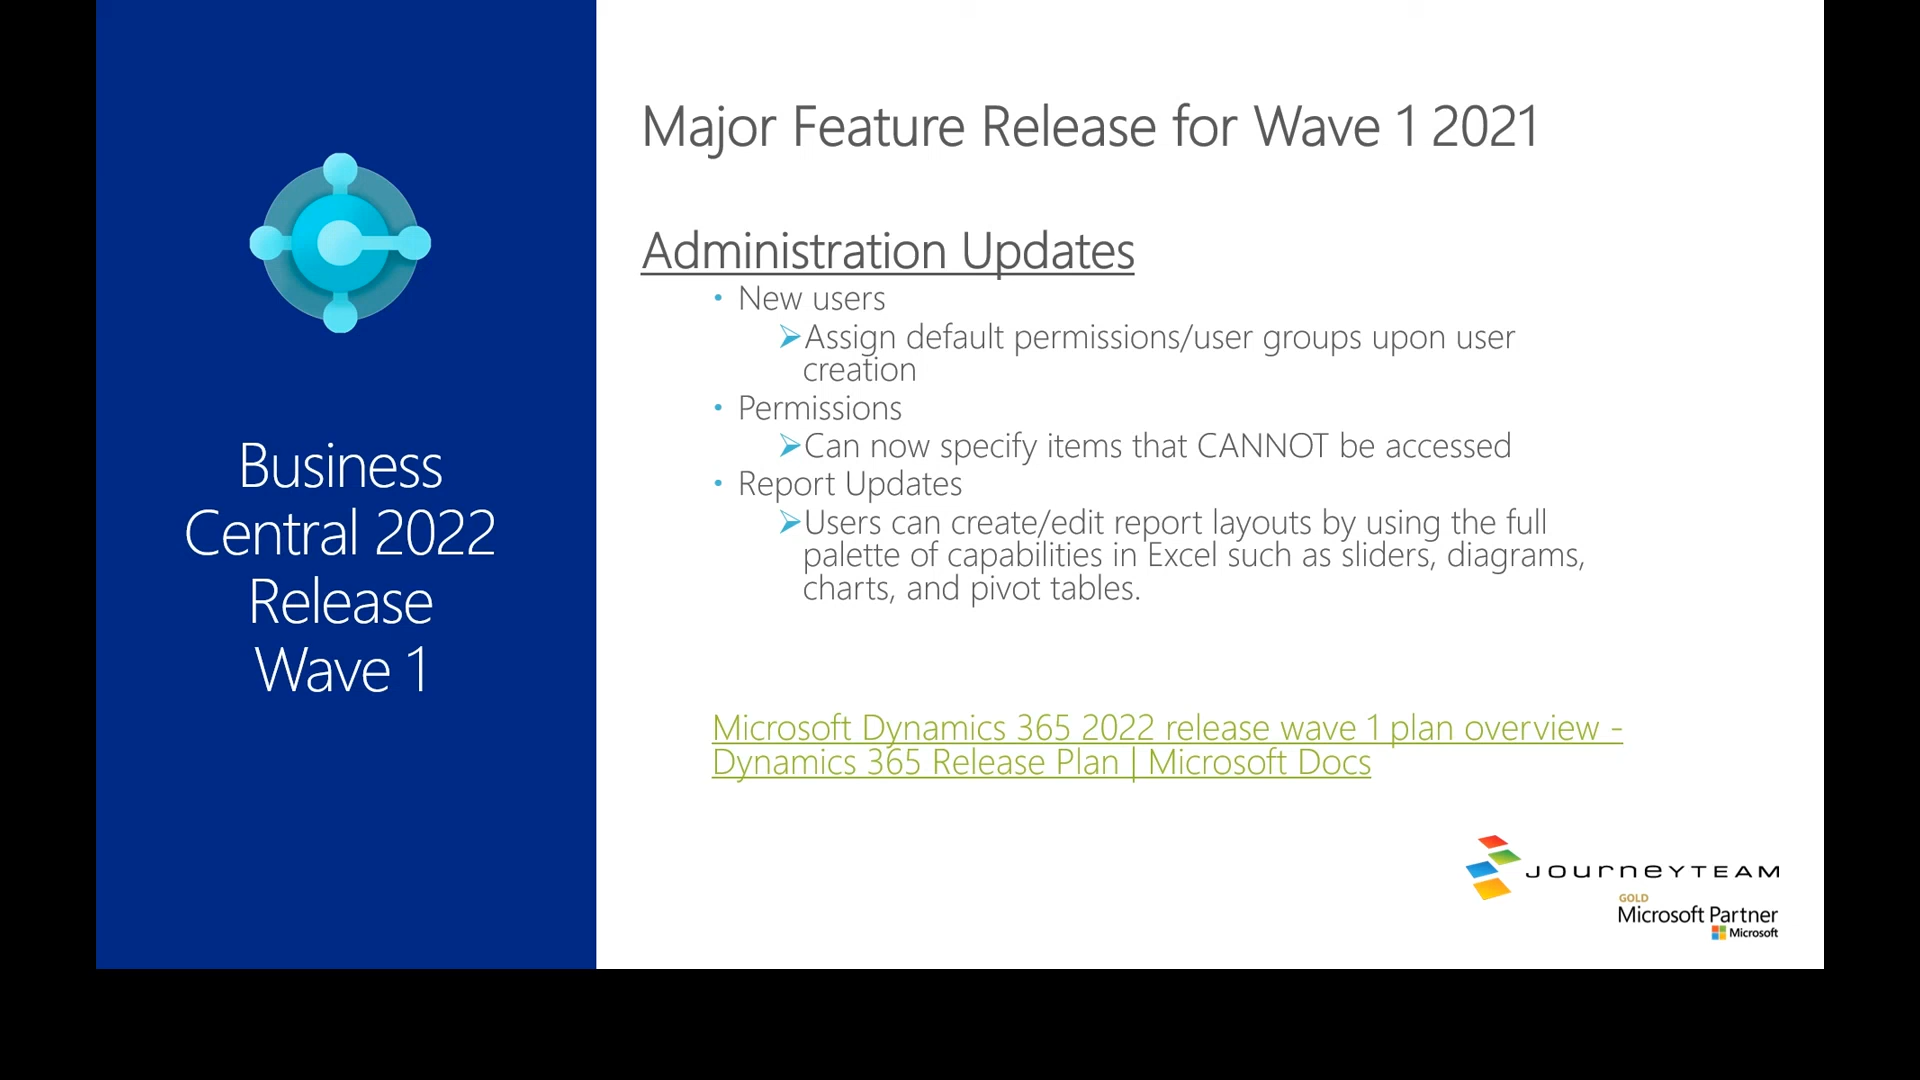 Business
Central 2022
Release
Wave 1
Major Feature Release for Wave 1 2021
Administration Updates
• New users
➢Assign default permissions/user groups upon user
creation
• Permissions
➢Can now specify items that CANNOT be accessed
• Report Updates
➢Users can create/edit report layouts by using the full
palette of capabilities in Excel such as sliders, diagrams,
charts, and pivot tables.
Microsoft Dynamics 365 2022 release wave 1 plan overview -
Dynamics 365 Release Plan | Microsoft Docs
JOURNEYTEAM
GOLD
Microsoft Partner
Microsoft